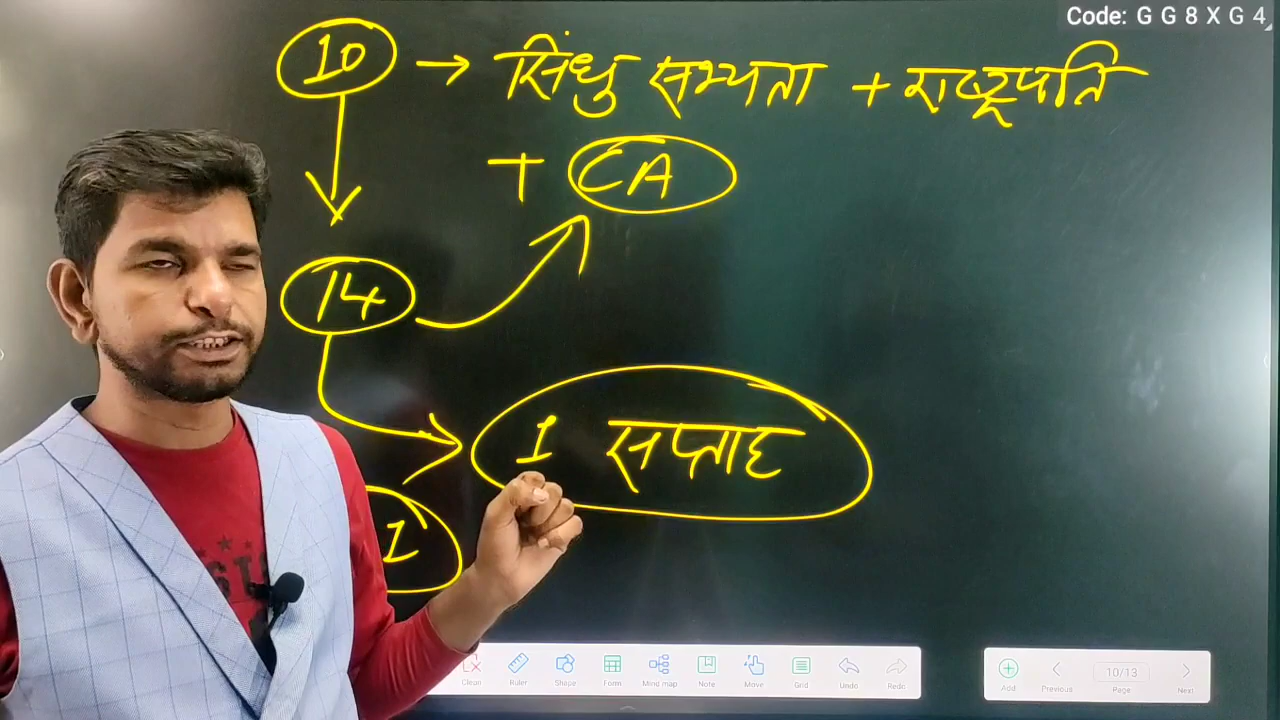 Code: G G 8 X G 4
10 → सिंधु सभ्यता + राष्ट्रपति
+ CA
14
1 सप्ताह
1
Clean Ruler Shape Form Mind map Note Move Grid Undo Redo
Add Previous 10/13 Page Next